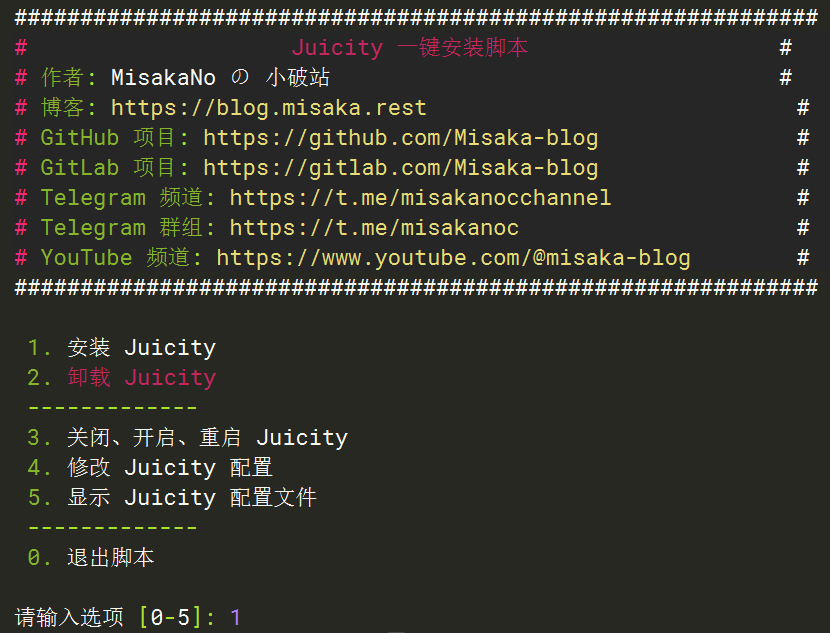 #############################################################
#                    Juicity 一键安装脚本                   #
# 作者: MisakaNo の 小破站                                  #
# 博客: https://blog.misaka.rest                            #
# GitHub 项目: https://github.com/Misaka-blog               #
# GitLab 项目: https://gitlab.com/Misaka-blog               #
# Telegram 频道: https://t.me/misakanocchannel              #
# Telegram 群组: https://t.me/misakanoc                     #
# YouTube 频道: https://www.youtube.com/@misaka-blog        #
#############################################################
1. 安装 Juicity
2. 卸载 Juicity
-------------
3. 关闭、开启、重启 Juicity
4. 修改 Juicity 配置
5. 显示 Juicity 配置文件
-------------
0. 退出脚本
请输入选项 [0-5]: 1